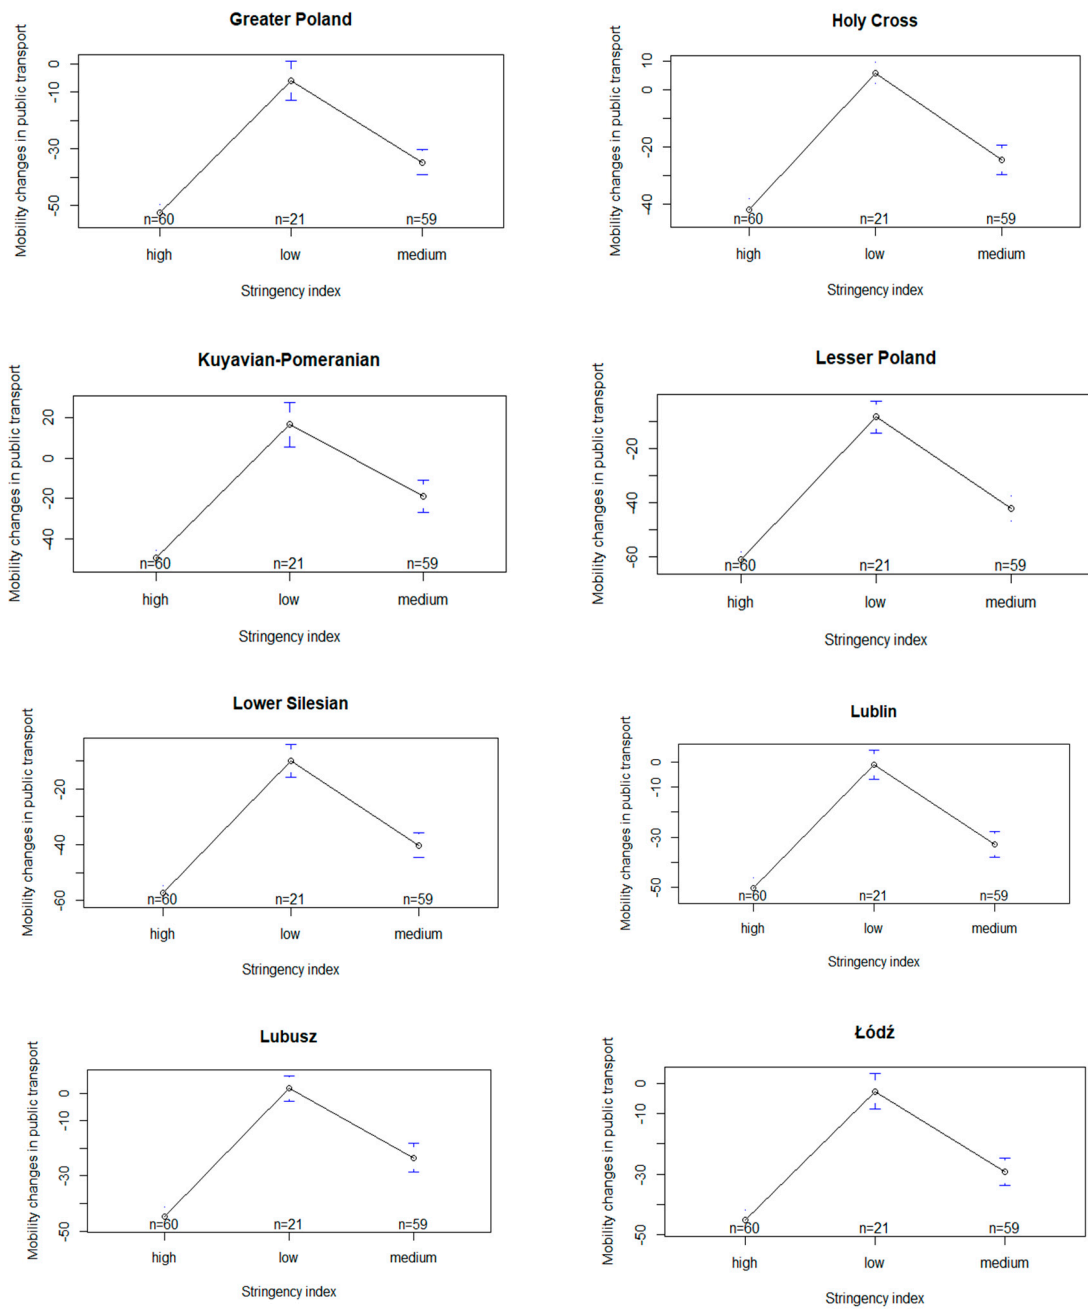 Greater Poland
Mobility changes in public transport
0
-10
-30
-50
n=60
n=21
n=59
high
low
medium
Stringency index
Holy Cross
Mobility changes in public transport
10
0
-20
-40
n=60
n=21
n=59
high
low
medium
Stringency index
Kuyavian-Pomeranian
Mobility changes in public transport
20
0
-20
-40
n=60
n=21
n=59
high
low
medium
Stringency index
Lesser Poland
Mobility changes in public transport
-20
-40
-60
n=60
n=21
n=59
high
low
medium
Stringency index
Lower Silesian
Mobility changes in public transport
-20
-40
-60
n=60
n=21
n=59
high
low
medium
Stringency index
Lublin
Mobility changes in public transport
0
-10
-30
-50
n=60
n=21
n=59
high
low
medium
Stringency index
Lubusz
Mobility changes in public transport
0
-10
-30
-50
n=60
n=21
n=59
high
low
medium
Stringency index
Łódź
Mobility changes in public transport
0
-10
-30
-50
n=60
n=21
n=59
high
low
medium
Stringency index